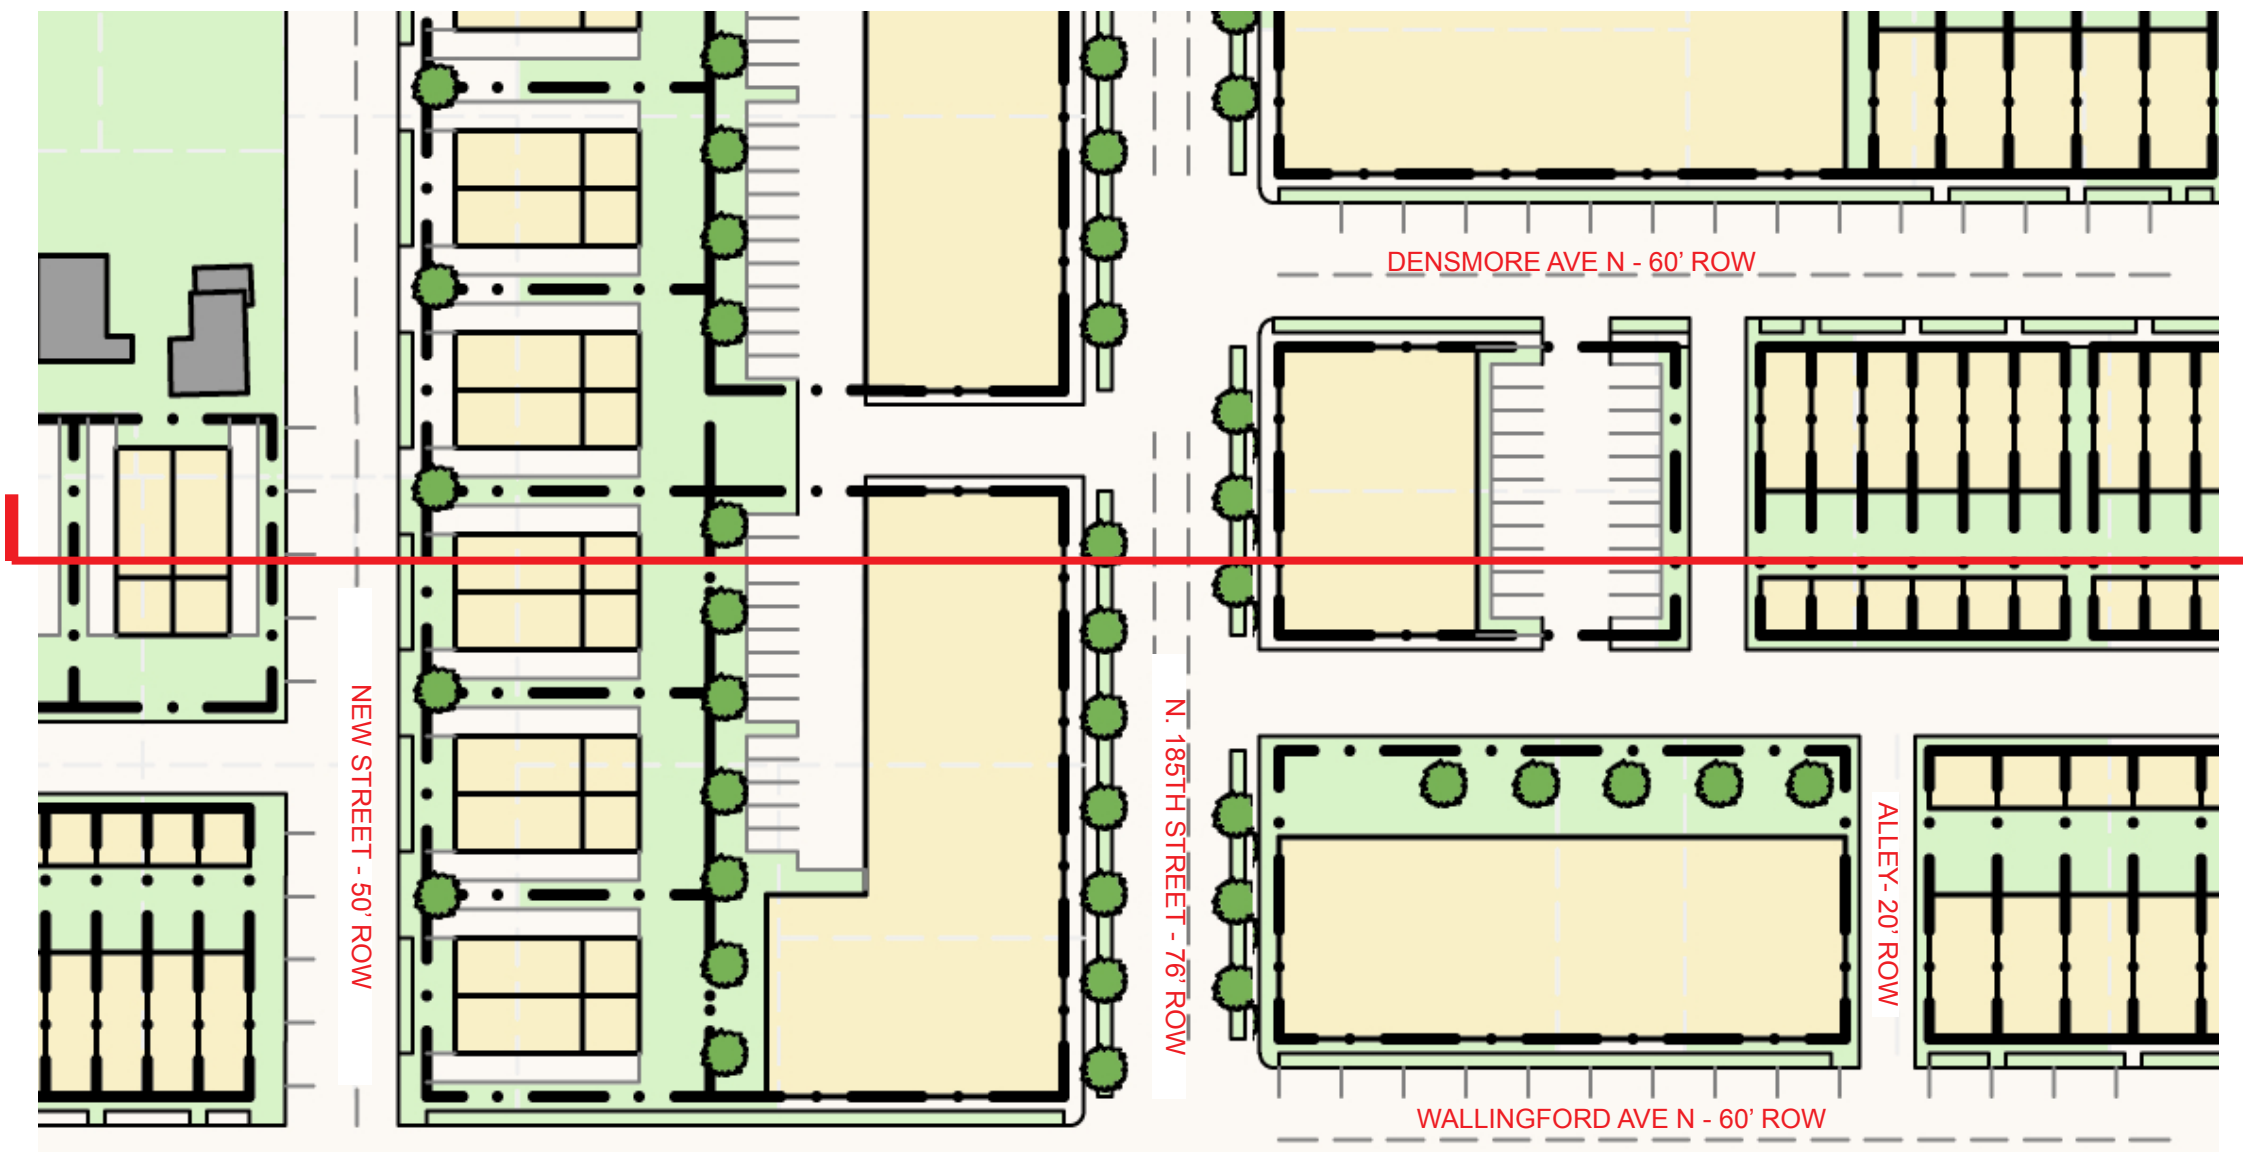 DENSMORE AVE N - 60’ ROW
NEW STREET - 50’ ROW
N. 185TH STREET - 76’ ROW
ALLEY- 20’ ROW
WALLINGFORD AVE N - 60’ ROW